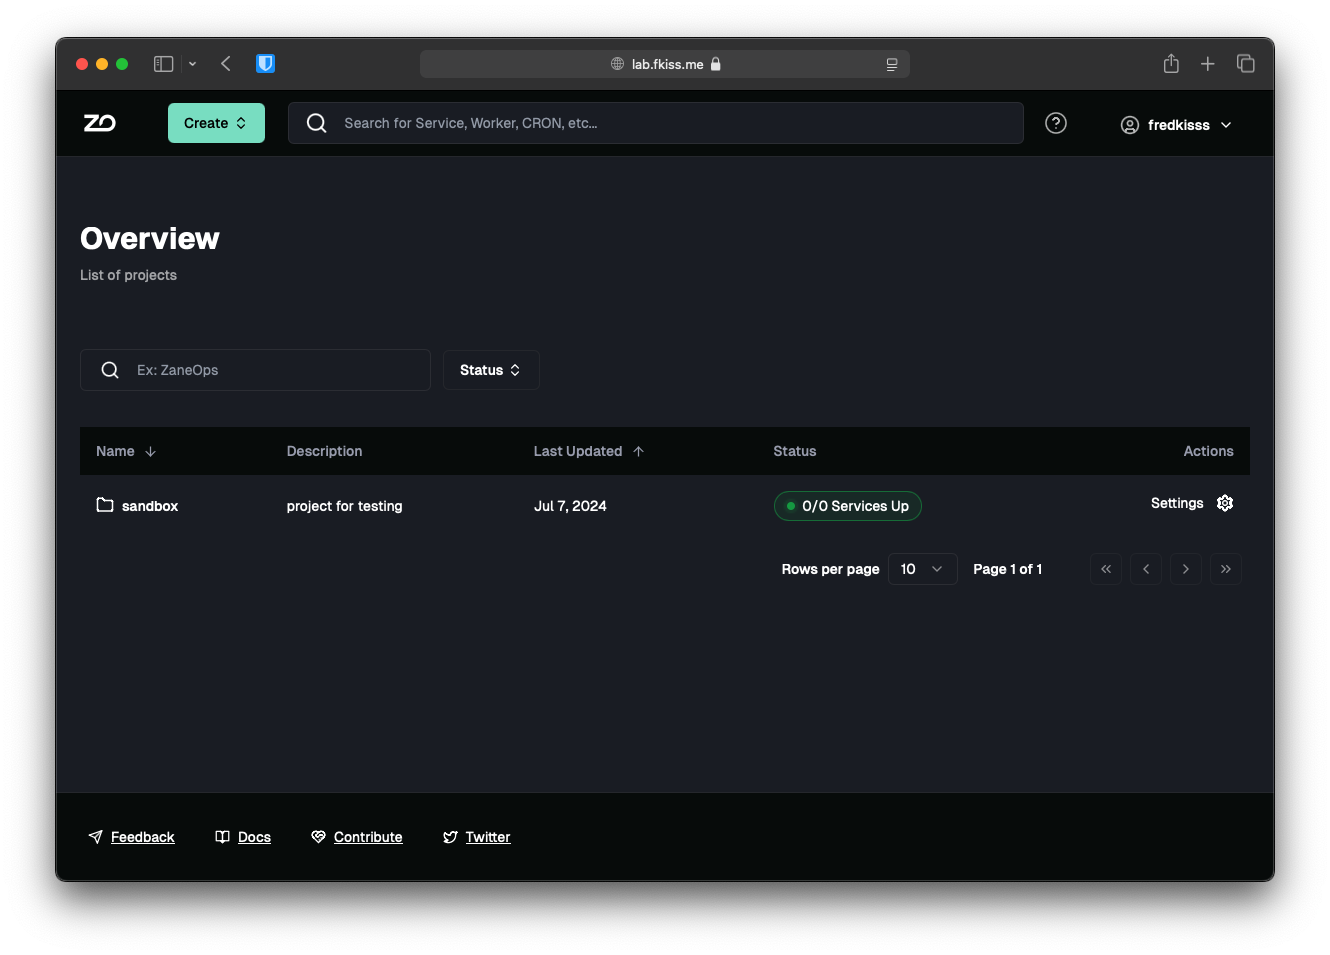 lab.fkiss.me
ZO
Create
Search for Service, Worker, CRON, etc...
fredkisss
Overview
List of projects
Ex: ZaneOps
Status
Name Description Last Updated Status Actions
sandbox project for testing Jul 7, 2024 0/0 Services Up Settings
Rows per page 10 Page 1 of 1
Feedback Docs Contribute Twitter